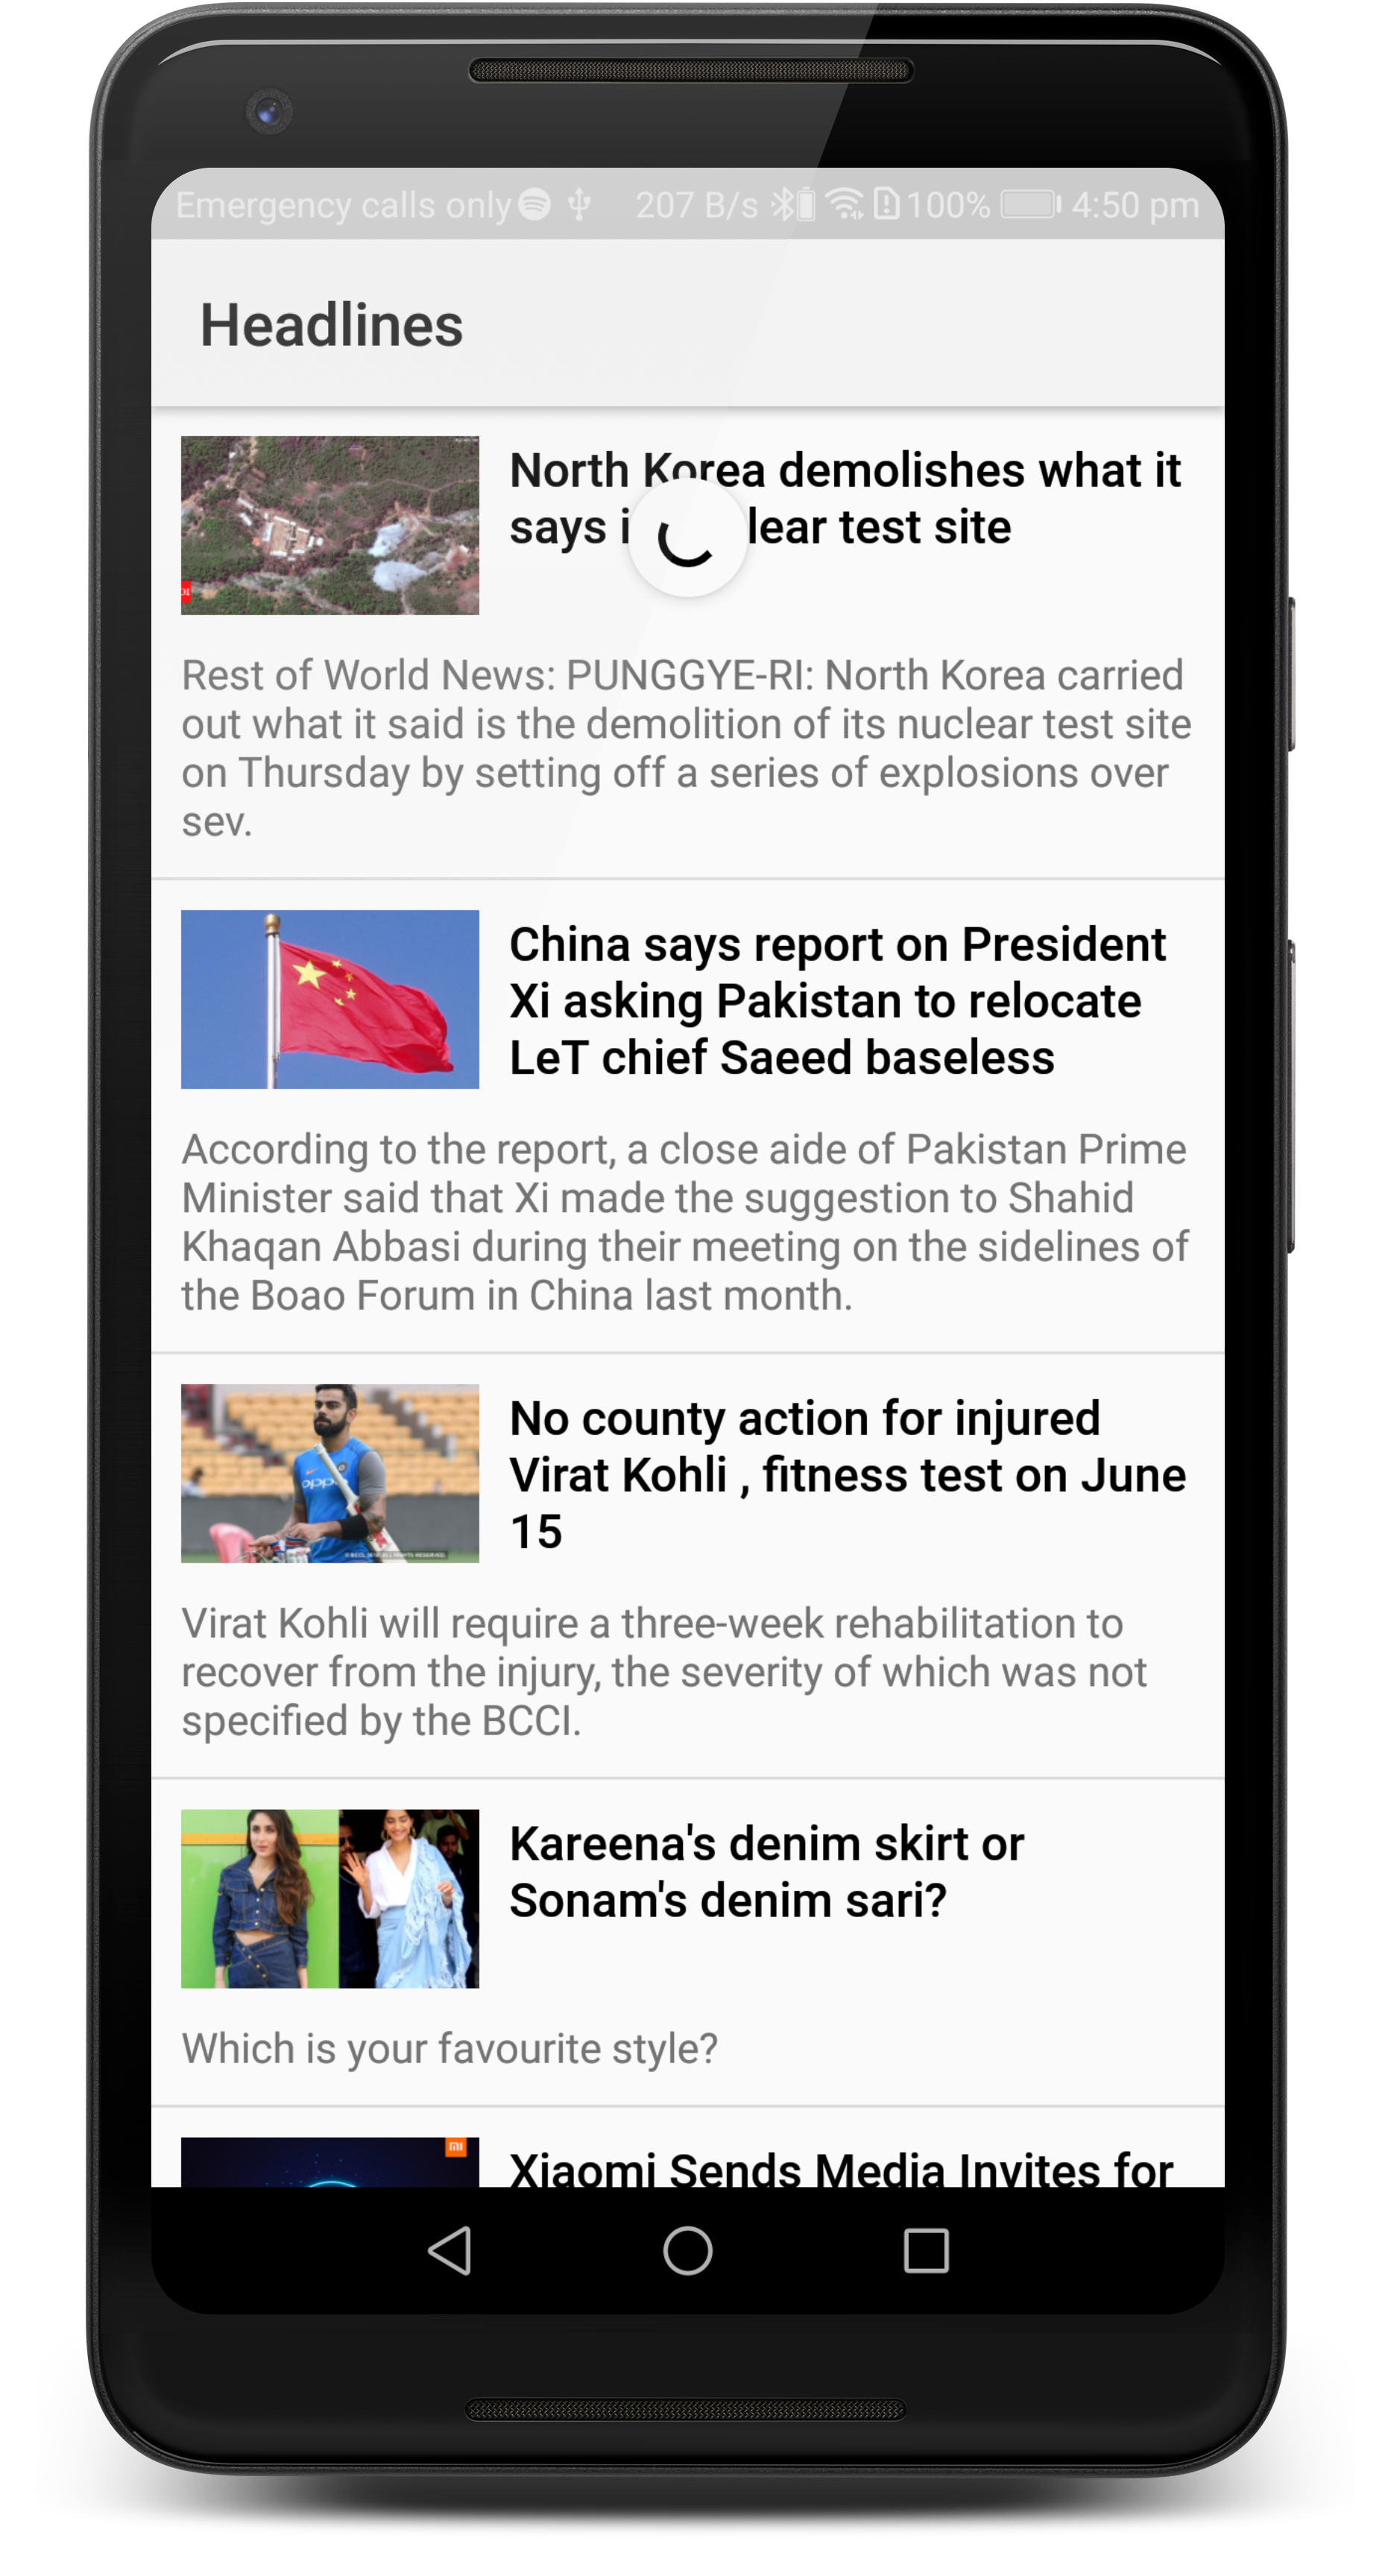 Emergency calls only 207 B/s 100% 4:50 pm
Headlines
North Korea demolishes what it
says i lear test site
Rest of World News: PUNGGYE-RI: North Korea carried
out what it said is the demolition of its nuclear test site
on Thursday by setting off a series of explosions over
sev.
China says report on President
Xi asking Pakistan to relocate
LeT chief Saeed baseless
According to the report, a close aide of Pakistan Prime
Minister said that Xi made the suggestion to Shahid
Khaqan Abbasi during their meeting on the sidelines of
the Boao Forum in China last month.
oppo
No county action for injured
Virat Kohli , fitness test on June
15
Virat Kohli will require a three-week rehabilitation to
recover from the injury, the severity of which was not
specified by the BCCI.
Kareena's denim skirt or
Sonam's denim sari?
Which is your favourite style?
mi
Xiaomi Sends Media Invites for